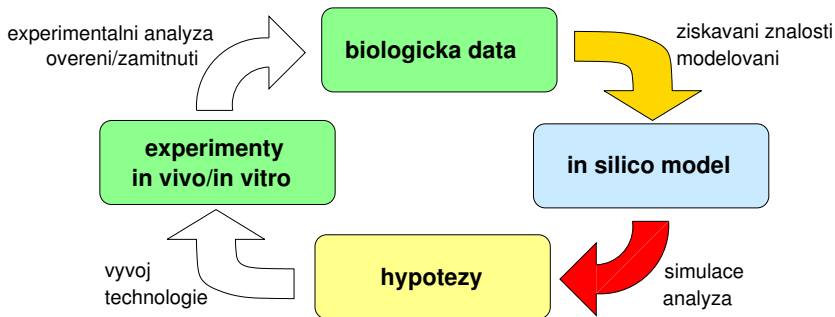 experimentalni analyza
overeni/zamitnuti
biologicka data
ziskavani znalosti
modelovani
experimenty
in vivo/in vitro
in silico model
vyvoj
technologie
hypotezy
simulace
analyza